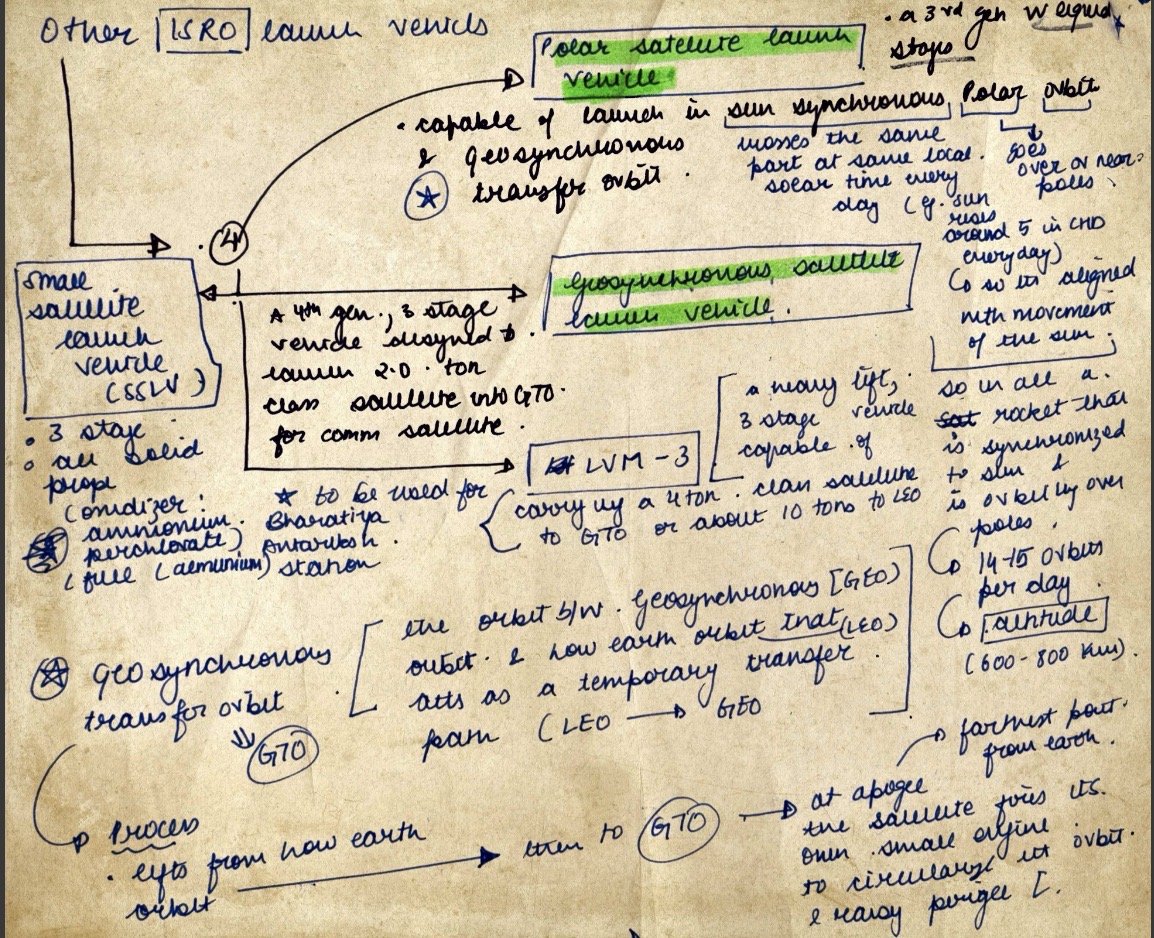 Other ISRO launch vehicles
Polar satellite launch
vehicle
• a 3rd gen w liquid
stages
• capable of launch in sun synchronous, Polar orbit
& geosynchronous
transfer orbit.
crosses the same
part at same local.
solar time every
day (eg. sun
rises
around 5 in CHD
everyday)
so its aligned
with movement
of the sun.
goes
over or near
poles
4
small
satellite
launch
vehicle
(SSLV)
Geosynchronous satellite
launch vehicle.
A 4th gen., 3 stage
vehicle designed to
launch 2.0 ton
class satellite into GTO.
for comm satellite.
• 3 stage
• all solid
prop
(oxidizer:
ammonium
perchlorate)
(fuel (alumunium)
to be used for
Bharatiya
Antariksh.
station
LVM-3
a heavy lift,
3 stage vehicle
capable of
carrying a 4 ton. class satellite
to GTO or about 10 tons to LEO
so in all a.
rocket that
is synchronized
to sun &
is orbiting over
poles.
14-15 orbits
per day.
altitude
(600-800 km).
geosynchronous
transfer orbit
GTO
the orbit b/w. Geosynchronous [GEO)
orbit. & low earth orbit that (LEO)
acts as a temporary transfer.
path (LEO → GEO
Process
• lifts from low earth
orbit
then to GTO
at apogee
farthest point.
from earth.
the satellite fires its.
own small engine
to circularize its orbit.
& perigee [.